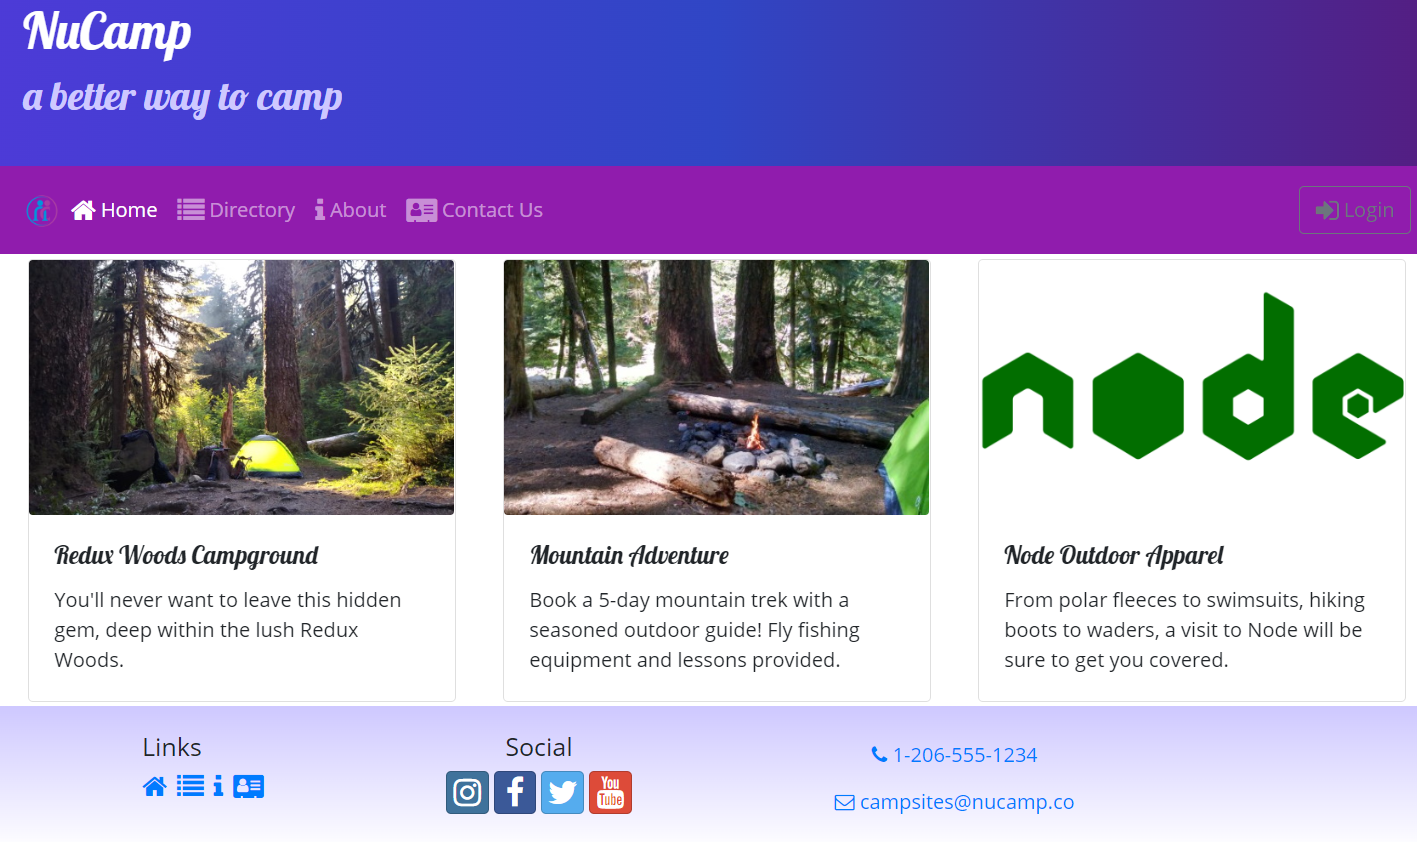 NuCamp
a better way to camp
Home Directory About Contact Us Login
node
Redux Woods Campground
You'll never want to leave this hidden
gem, deep within the lush Redux
Woods.
Mountain Adventure
Book a 5-day mountain trek with a
seasoned outdoor guide! Fly fishing
equipment and lessons provided.
Node Outdoor Apparel
From polar fleeces to swimsuits, hiking
boots to waders, a visit to Node will be
sure to get you covered.
Links
Social
You
Tube
1-206-555-1234
campsites@nucamp.co